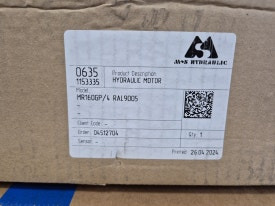 M+S HYDRAULIC
0635
1153335
Product Description
HYDRAULIC MOTOR
Model
MR160GP/4 RAL9005
-
-
Client Code: -
Order: 04512704
Sensor: -
Qty: 1
Printed: 26.04.2024